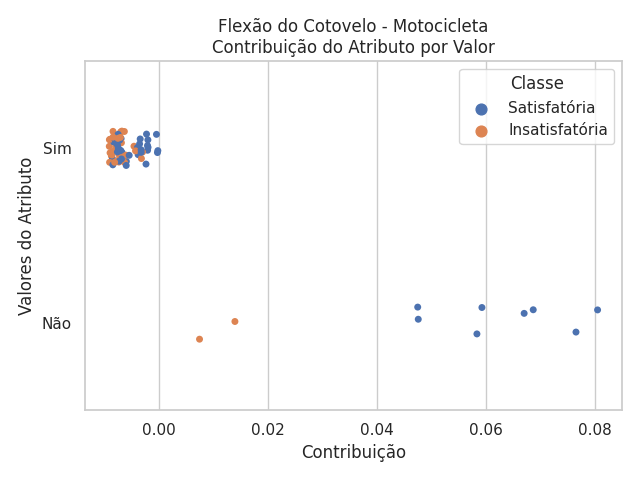 Flexão do Cotovelo - Motocicleta
Contribuição do Atributo por Valor
Classe
Satisfatória
Insatisfatória
Valores do Atributo
Sim
Não
0.00 0.02 0.04 0.06 0.08
Contribuição